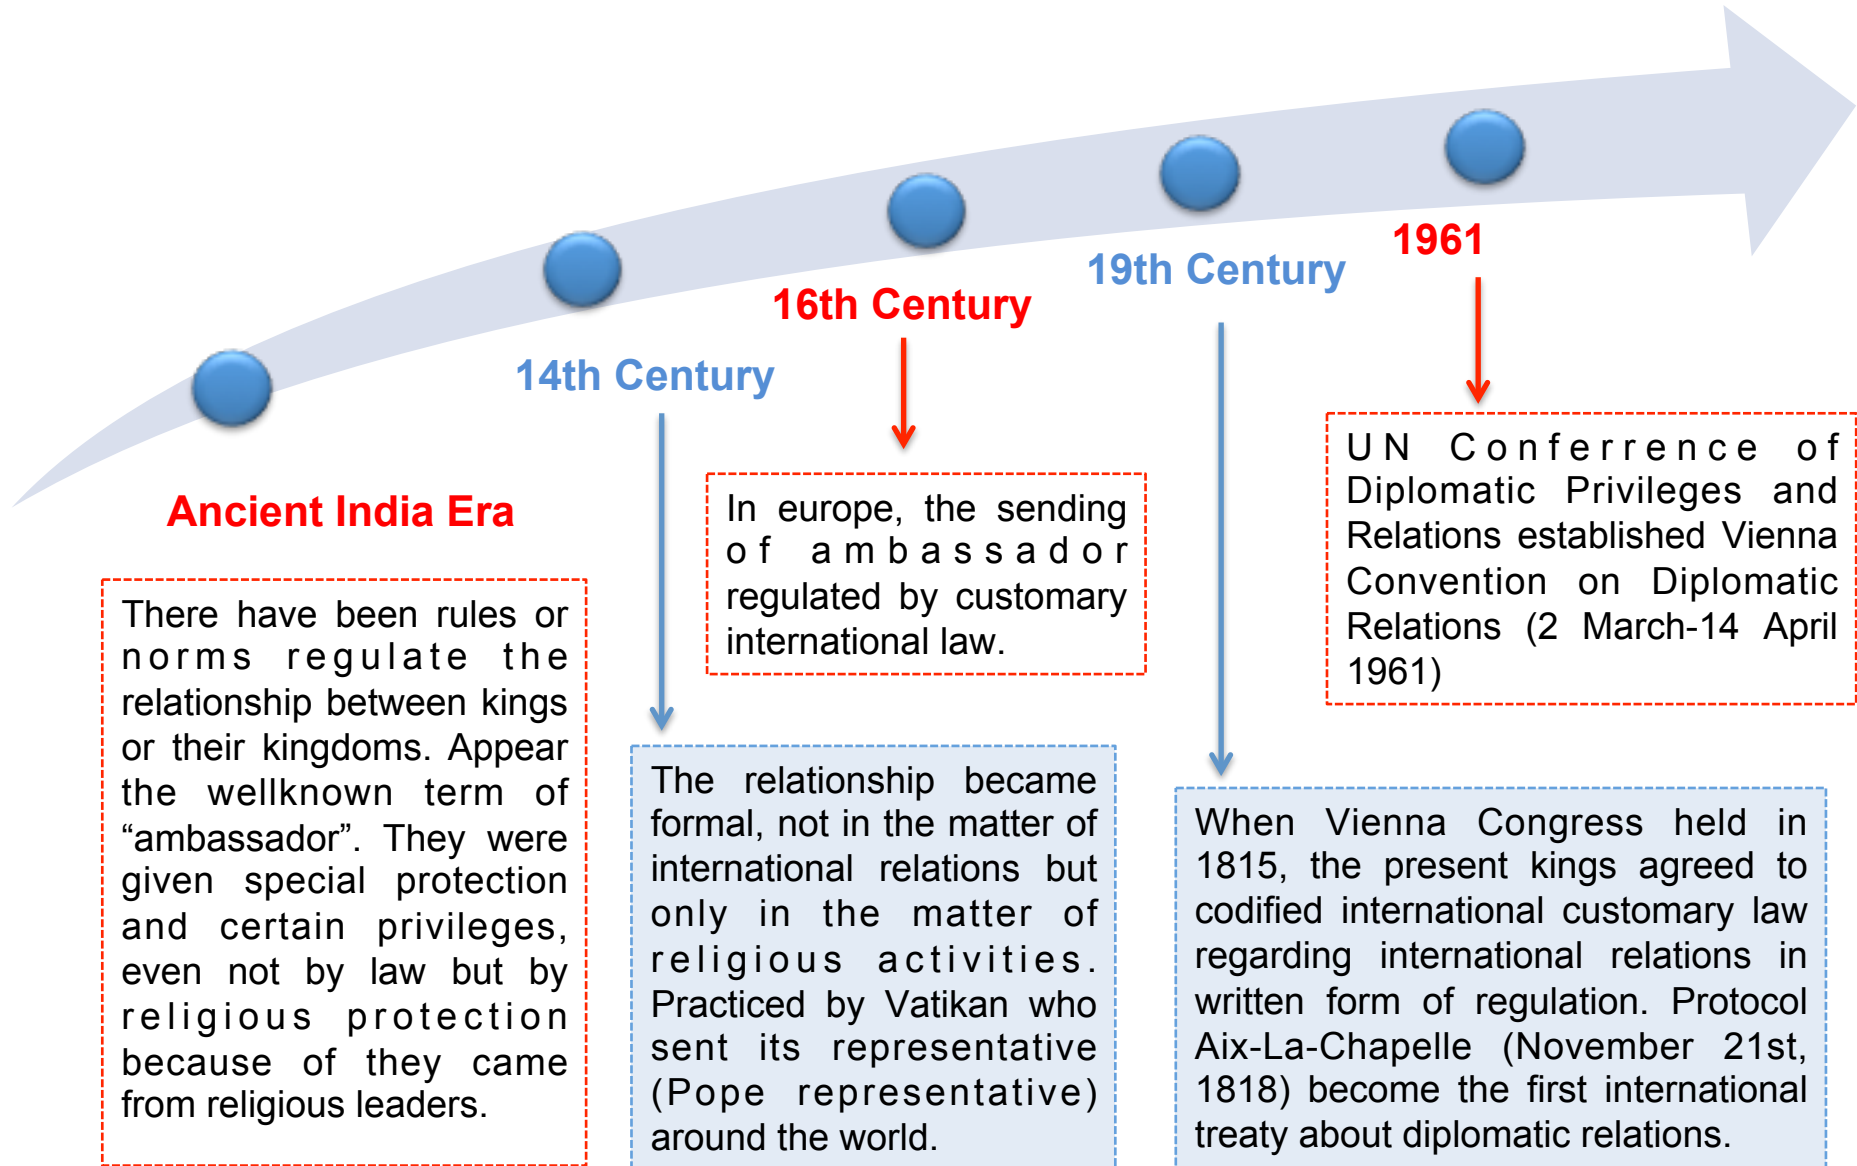 Ancient India Era
There have been rules or
norms regulate the
relationship between kings
or their kingdoms. Appear
the wellknown term of
“ambassador”. They were
given special protection
and certain privileges,
even not by law but by
religious protection
because of they came
from religious leaders.
14th Century
The relationship became
formal, not in the matter of
international relations but
only in the matter of
religious activities.
Practiced by Vatikan who
sent its representative
(Pope representative)
around the world.
16th Century
In europe, the sending
of ambassador
regulated by customary
international law.
19th Century
When Vienna Congress held in
1815, the present kings agreed to
codified international customary law
regarding international relations in
written form of regulation. Protocol
Aix-La-Chapelle (November 21st,
1818) become the first international
treaty about diplomatic relations.
1961
UN Conferrence of
Diplomatic Privileges and
Relations established Vienna
Convention on Diplomatic
Relations (2 March-14 April
1961)